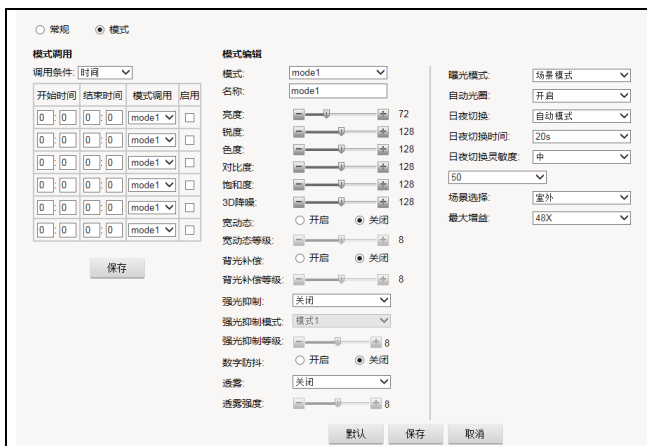 常规 模式
模式调用
调用条件: 时间
开始时间 结束时间 模式调用 启用
0 : 0 0 : 0 mode1
0 : 0 0 : 0 mode1
0 : 0 0 : 0 mode1
0 : 0 0 : 0 mode1
0 : 0 0 : 0 mode1
0 : 0 0 : 0 mode1
保存
模式编辑
模式: mode1
名称: mode1
亮度: 72
锐度: 128
色度: 128
对比度: 128
饱和度: 128
3D降噪: 128
宽动态: 开启 关闭
宽动态等级: 8
背光补偿: 开启 关闭
背光补偿等级: 8
强光抑制: 关闭
强光抑制模式: 模式1
强光抑制等级: 8
数字防抖: 开启 关闭
透雾: 关闭
透雾强度: 8
曝光模式: 场景模式
自动光圈: 开启
日夜切换: 自动模式
日夜切换时间: 20s
日夜切换灵敏度: 中
50
场景选择: 室外
最大增益: 48X
默认 保存 取消